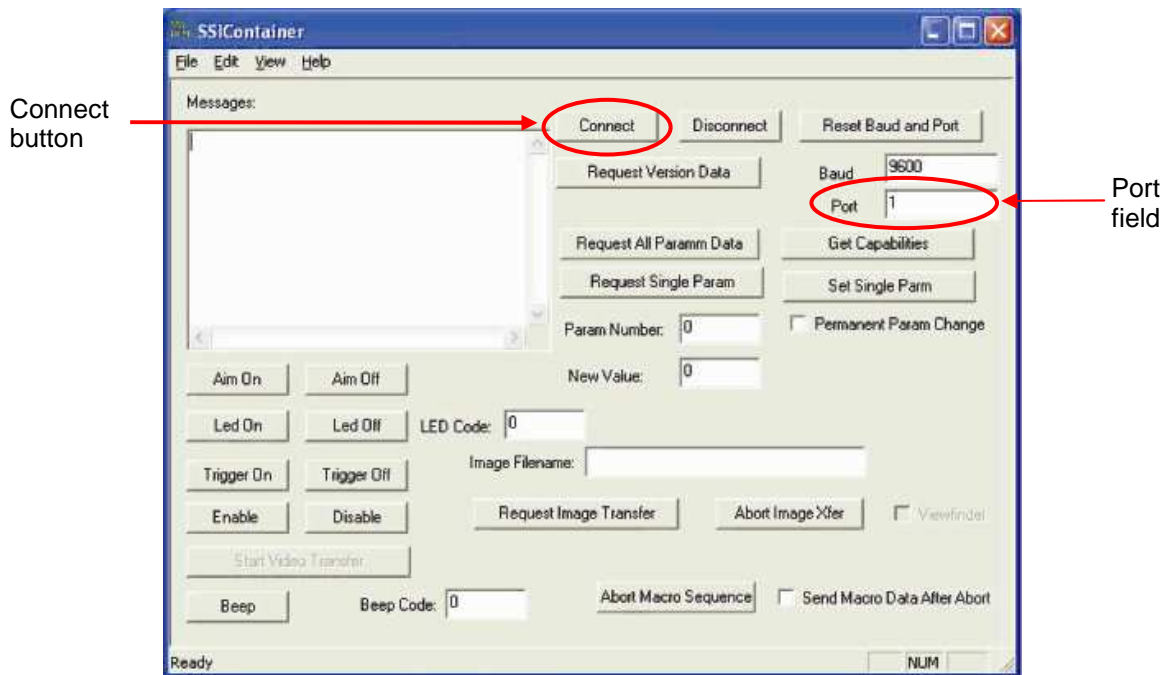 SSIContainer
File Edit View Help
Connect
button
Messages:
Connect
Disconnect
Reset Baud and Port
Request Version Data
Baud
9600
Port
1
Port
field
Request All Paramm Data
Get Capabilities
Request Single Param
Set Single Parm
Param Number:
0
Permanent Param Change
Aim On
Aim Off
New Value:
0
Led On
Led Off
LED Code:
0
Image Filename:
Trigger On
Trigger Off
Enable
Disable
Request Image Transfer
Abort Image Xfer
Viewfinder
Start Video Transfer
Beep
Beep Code:
0
Abort Macro Sequence
Send Macro Data After Abort
Ready
NUM